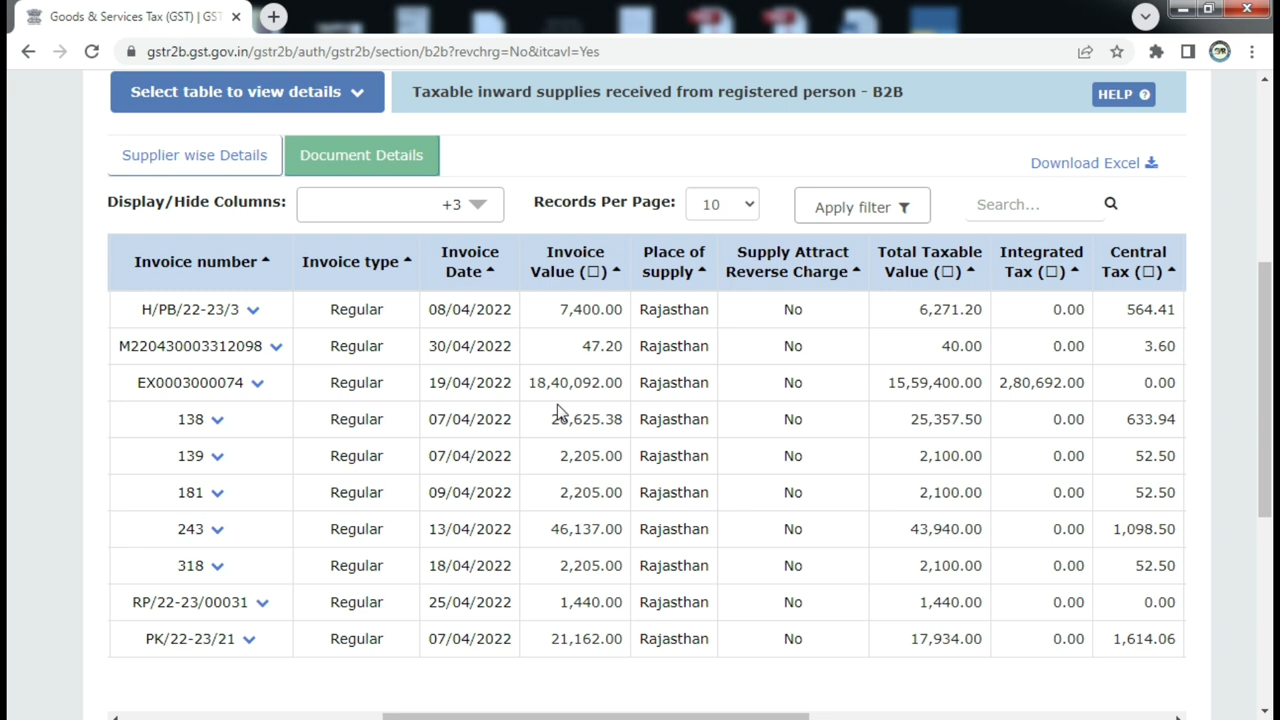 Goods & Services Tax (GST) | GST
gstr2b.gst.gov.in/gstr2b/auth/gstr2b/section/b2b?revchrg=No&itcavl=Yes
Select table to view details Taxable inward supplies received from registered person - B2B HELP
Supplier wise Details Document Details Download Excel
Display/Hide Columns: +3 Records Per Page: 10 Apply filter Search...
Invoice number Invoice type Invoice Date Invoice Value (□) Place of supply Supply Attract Reverse Charge Total Taxable Value (□) Integrated Tax (□) Central Tax (□)
H/PB/22-23/3 Regular 08/04/2022 7,400.00 Rajasthan No 6,271.20 0.00 564.41
M220430003312098 Regular 30/04/2022 47.20 Rajasthan No 40.00 0.00 3.60
EX0003000074 Regular 19/04/2022 18,40,092.00 Rajasthan No 15,59,400.00 2,80,692.00 0.00
138 Regular 07/04/2022 Rajasthan No 25,357.50 0.00 633.94
139 Regular 07/04/2022 2,205.00 Rajasthan No 2,100.00 0.00 52.50
181 Regular 09/04/2022 2,205.00 Rajasthan No 2,100.00 0.00 52.50
243 Regular 13/04/2022 46,137.00 Rajasthan No 43,940.00 0.00 1,098.50
318 Regular 18/04/2022 2,205.00 Rajasthan No 2,100.00 0.00 52.50
RP/22-23/00031 Regular 25/04/2022 1,440.00 Rajasthan No 1,440.00 0.00 0.00
PK/22-23/21 Regular 07/04/2022 21,162.00 Rajasthan No 17,934.00 0.00 1,614.06